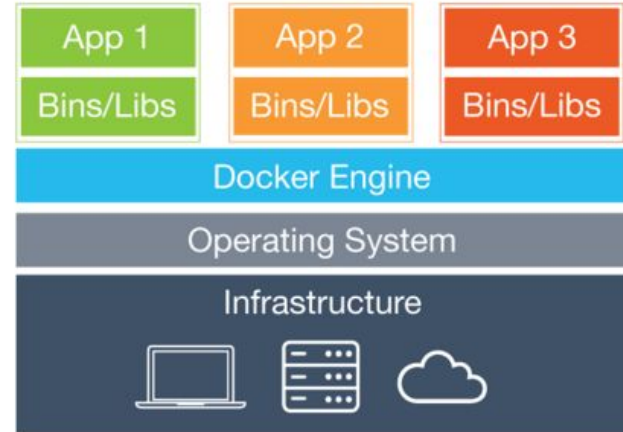 App 1
App 2
App 3
Bins/Libs
Bins/Libs
Bins/Libs
Docker Engine
Operating System
Infrastructure